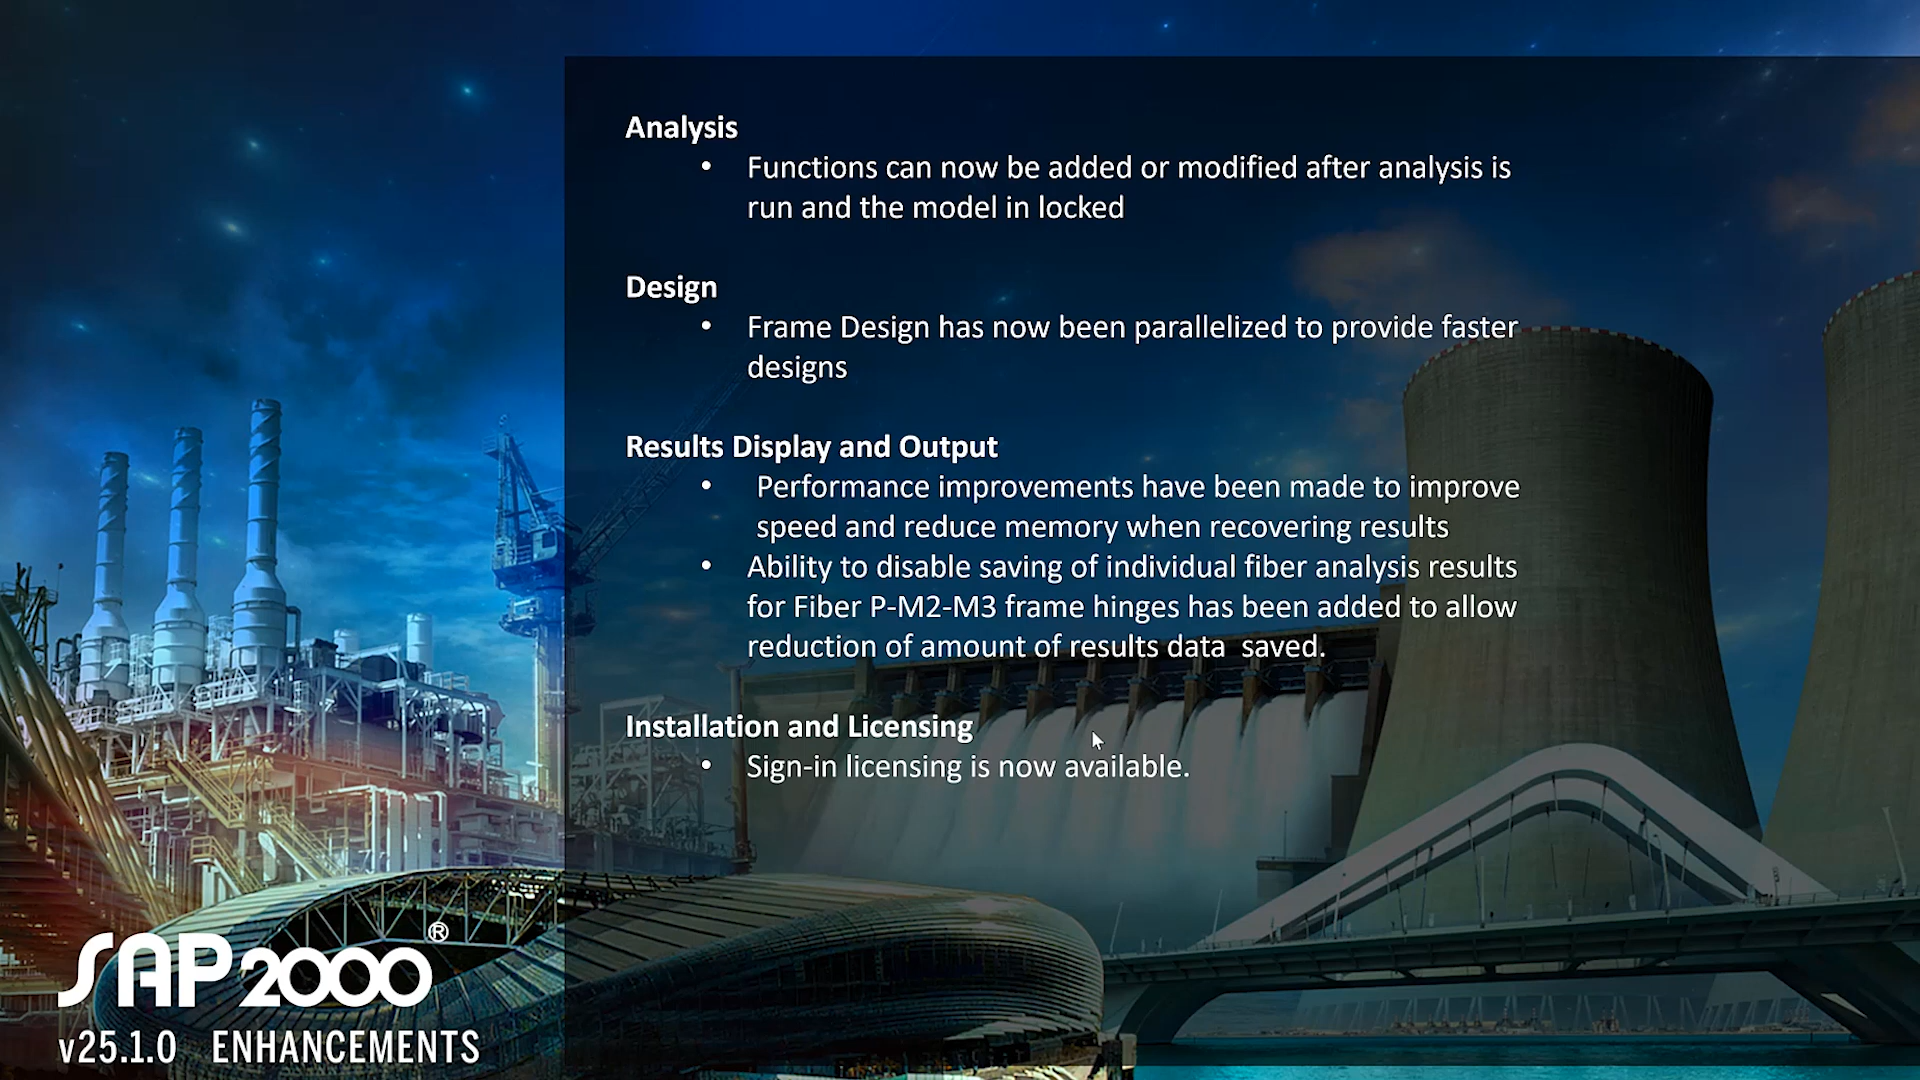 Analysis
• Functions can now be added or modified after analysis is
run and the model in locked
Design
• Frame Design has now been parallelized to provide faster
designs
Results Display and Output
• Performance improvements have been made to improve
speed and reduce memory when recovering results
• Ability to disable saving of individual fiber analysis results
for Fiber P-M2-M3 frame hinges has been added to allow
reduction of amount of results data  saved.
Installation and Licensing
• Sign-in licensing is now available.
SAP2000®
v25.1.0 ENHANCEMENTS